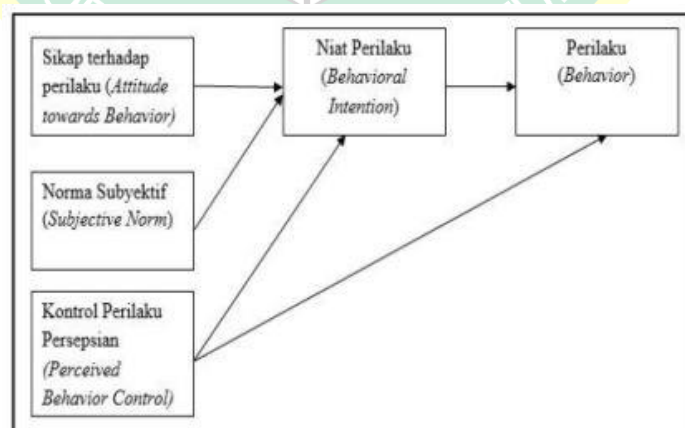 Sikap terhadap
perilaku (Attitude
towards Behavior)
Niat Perilaku
(Behavioral
Intention)
Perilaku
(Behavior)
Norma Subyektif
(Subjective Norm)
Kontrol Perilaku
Persepsian
(Perceived
Behavior Control)